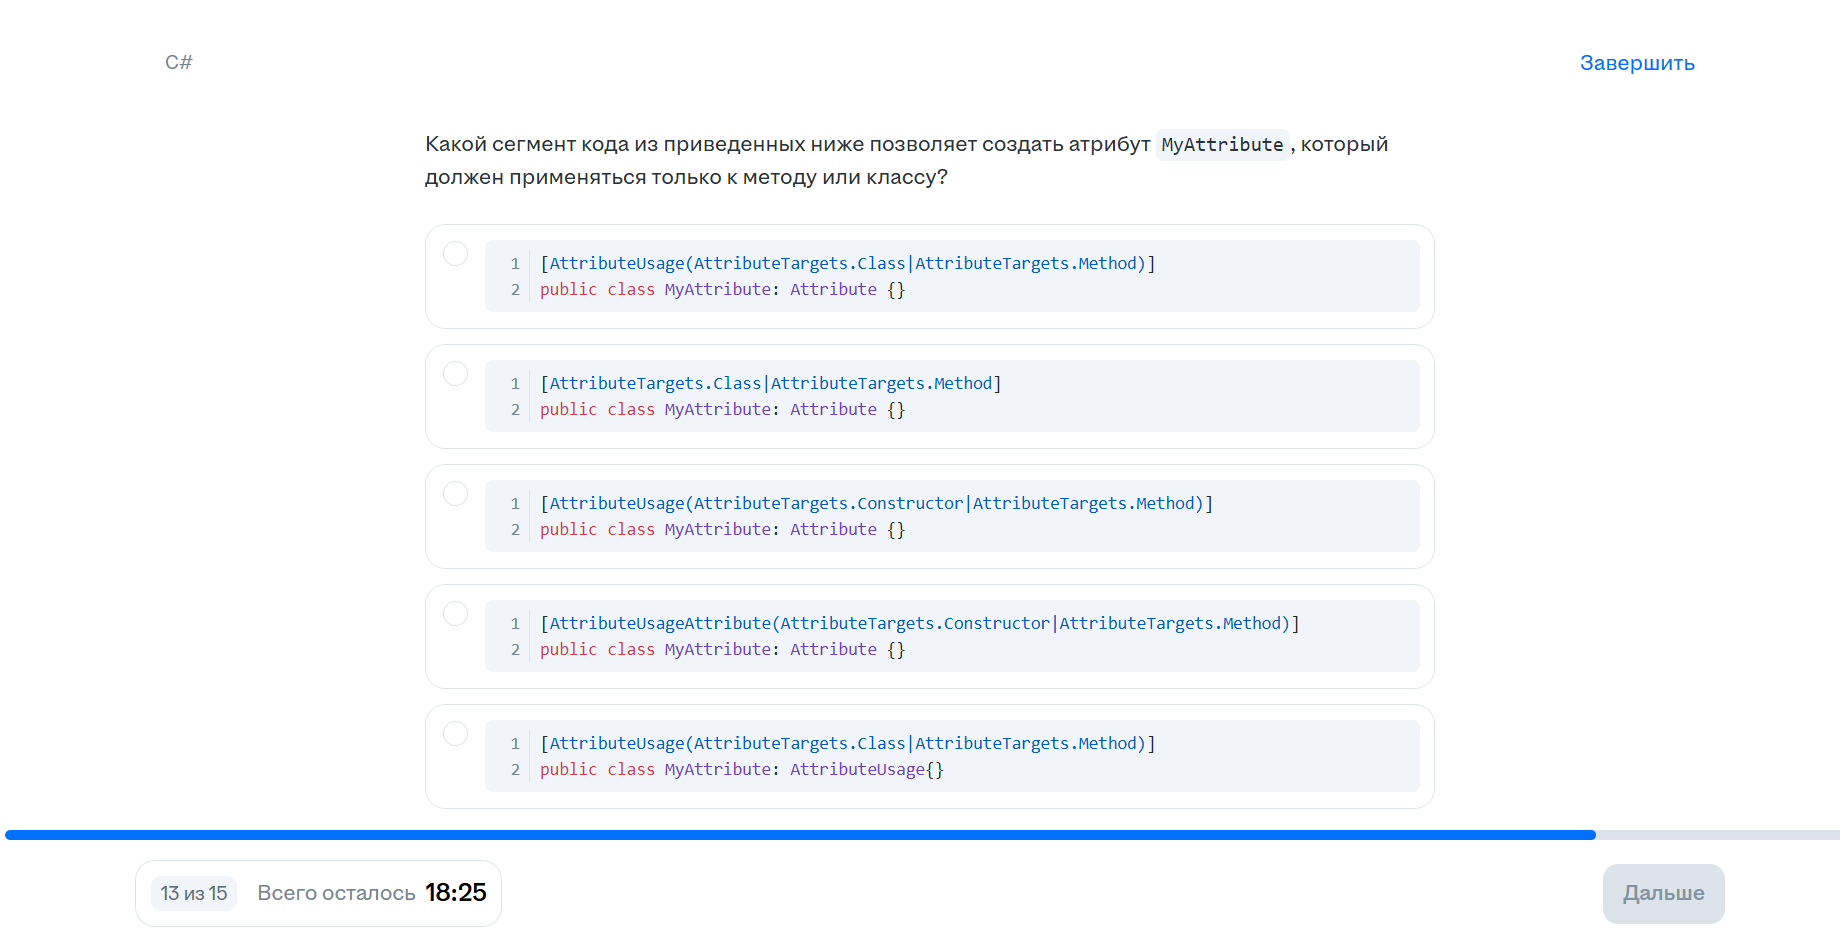 C#
Завершить
Какой сегмент кода из приведенных ниже позволяет создать атрибут MyAttribute, который
должен применяться только к методу или классу?
1 [AttributeUsage(AttributeTargets.Class|AttributeTargets.Method)]
2 public class MyAttribute: Attribute {}
1 [AttributeTargets.Class|AttributeTargets.Method]
2 public class MyAttribute: Attribute {}
1 [AttributeUsage(AttributeTargets.Constructor|AttributeTargets.Method)]
2 public class MyAttribute: Attribute {}
1 [AttributeUsageAttribute(AttributeTargets.Constructor|AttributeTargets.Method)]
2 public class MyAttribute: Attribute {}
1 [AttributeUsage(AttributeTargets.Class|AttributeTargets.Method)]
2 public class MyAttribute: AttributeUsage{}
13 из 15 Всего осталось 18:25
Дальше